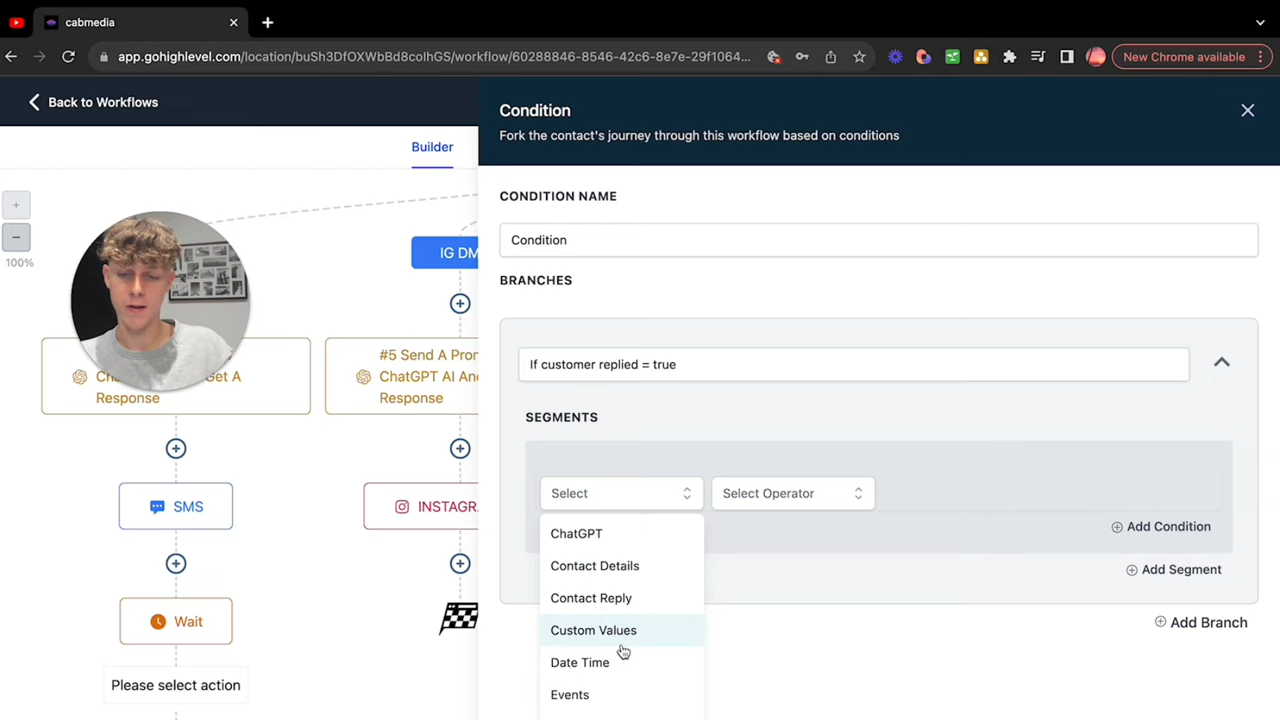 cabmedia
app.gohighlevel.com/location/buSh3DfOXWbBd8colhGS/workflow/60288846-8546-42c6-8e7e-29f1064...
New Chrome available
Back to Workflows
Builder
100%
IG DM
Get A
Response
#5 Send A Pro
ChatGPT AI An
Response
SMS
INSTAGR
Wait
Please select action
Condition
Fork the contact's journey through this workflow based on conditions
CONDITION NAME
Condition
BRANCHES
If customer replied = true
SEGMENTS
Select
Select Operator
ChatGPT
Contact Details
Contact Reply
Custom Values
Date Time
Events
Add Condition
Add Segment
Add Branch